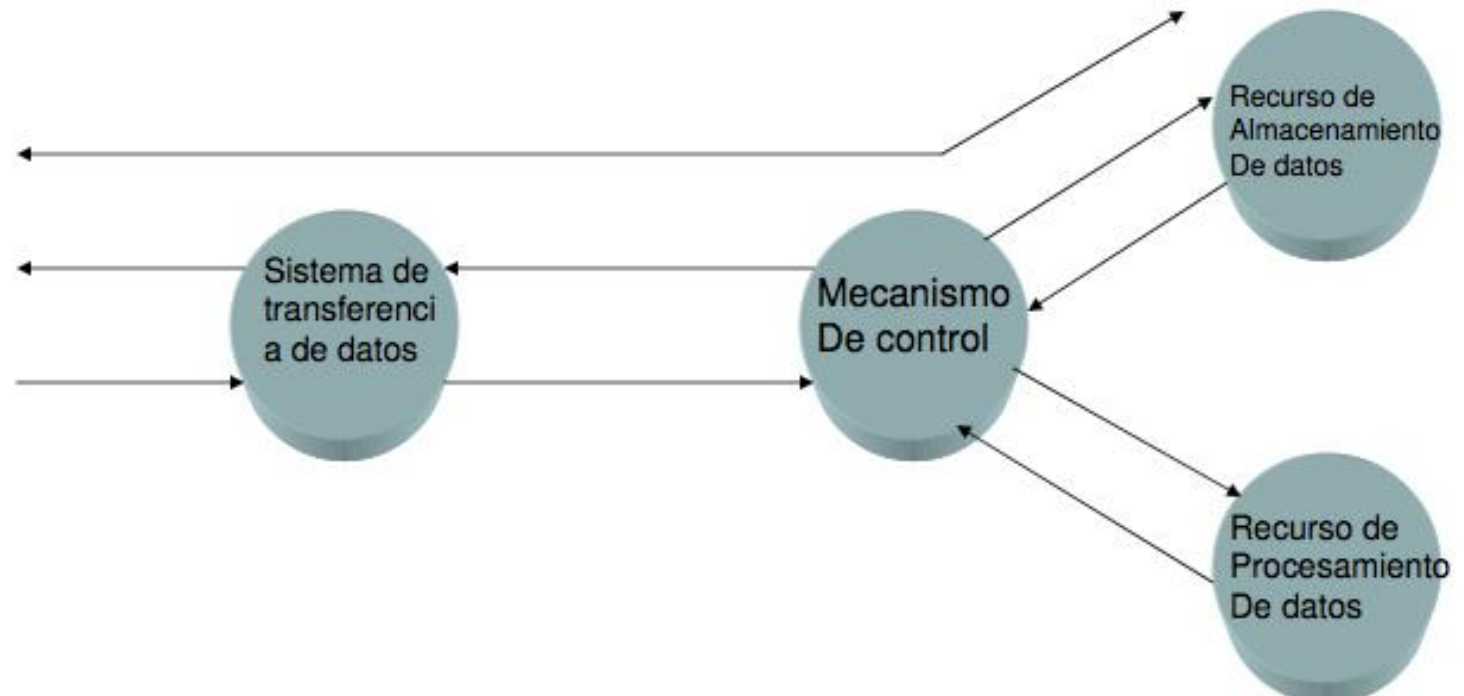 Recurso de
Almacenamiento
De datos
Sistema de
transferenci
a de datos
Mecanismo
De control
Recurso de
Procesamiento
De datos